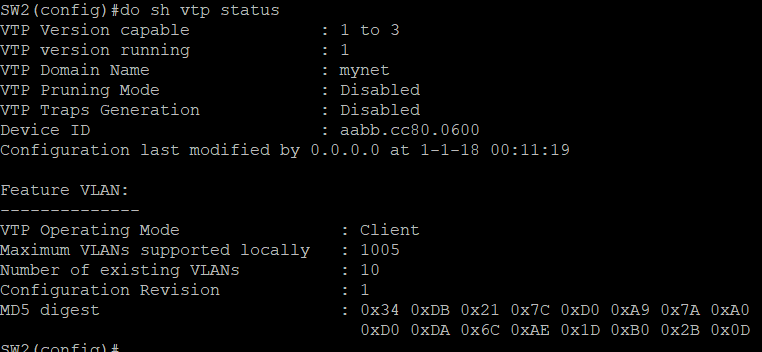 SW2(config)#do sh vtp status
VTP Version capable             : 1 to 3
VTP version running             : 1
VTP Domain Name                 : mynet
VTP Pruning Mode                : Disabled
VTP Traps Generation            : Disabled
Device ID                       : aabb.cc80.0600
Configuration last modified by 0.0.0.0 at 1-1-18 00:11:19
Feature VLAN:
--------------
VTP Operating Mode                : Client
Maximum VLANs supported locally   : 1005
Number of existing VLANs          : 10
Configuration Revision            : 1
MD5 digest                        : 0x34 0xDB 0x21 0x7C 0xD0 0xA9 0x7A 0xA0
                                    0xD0 0xDA 0x6C 0xAE 0x1D 0xB0 0x2B 0x0D
SW2(config)#